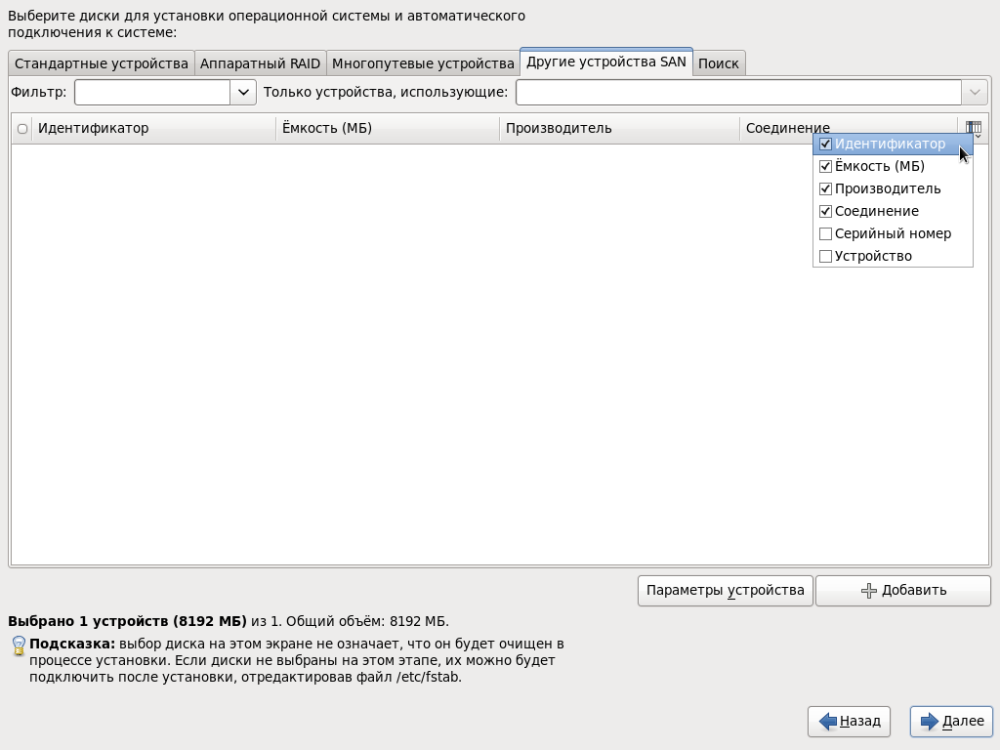 Выберите диски для установки операционной системы и автоматического
подключения к системе:
Стандартные устройства Аппаратный RAID Многопутевые устройства Другие устройства SAN Поиск
Фильтр: Только устройства, использующие:
Идентификатор Ёмкость (МБ) Производитель Соединение
Идентификатор
Ёмкость (МБ)
Производитель
Соединение
Серийный номер
Устройство
Параметры устройства Добавить
Выбрано 1 устройств (8192 МБ) из 1. Общий объём: 8192 МБ.
Подсказка: выбор диска на этом экране не означает, что он будет очищен в
процессе установки. Если диски не выбраны на этом этапе, их можно будет
подключить после установки, отредактировав файл /etc/fstab.
Назад Далее